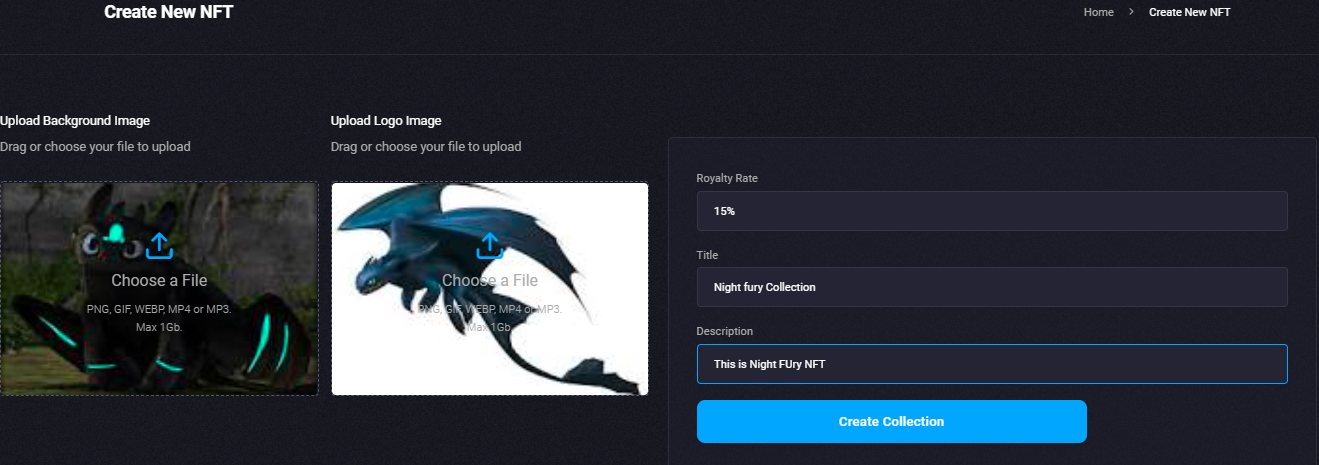 Create New NFT
Home > Create New NFT
Upload Background Image
Drag or choose your file to upload
Choose a File
PNG, GIF, WEBP, MP4 or MP3.
Max 1Gb.
Upload Logo Image
Drag or choose your file to upload
Choose a File
PNG, GIF, WEBP, MP4 or MP3.
Max 1Gb.
Royalty Rate
15%
Title
Night fury Collection
Description
This is Night FUry NFT
Create Collection